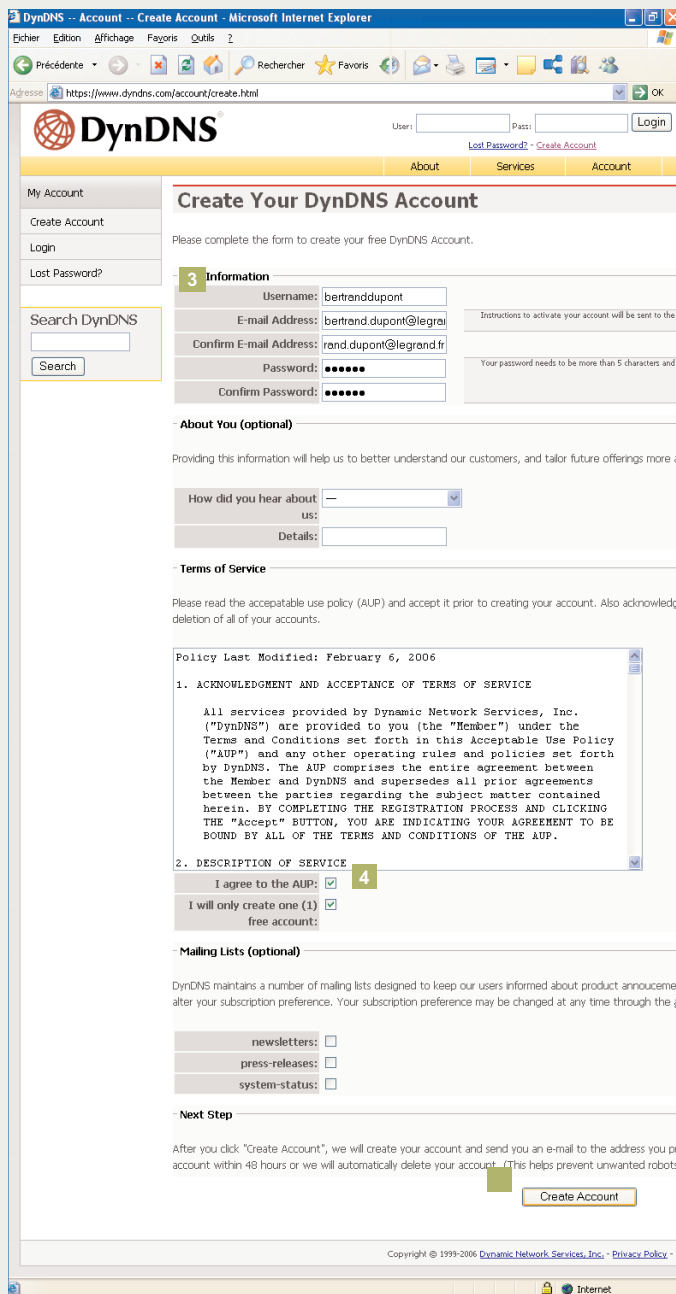 DynDNS -- Account -- Create Account - Microsoft Internet Explorer
Fichier Edition Affichage Favoris Outils ?
Précédente Rechercher Favoris
Adresse https://www.dyndns.com/account/create.html OK
DynDNS
User: Pass: Login
Lost Password? - Create Account
About Services Account
My Account
Create Account
Login
Lost Password?
Search DynDNS
Search
Create Your DynDNS Account
Please complete the form to create your free DynDNS Account.
3 Information
Username: bertranddupont
E-mail Address: bertrand.dupont@legra
Instructions to activate your account will be sent to the
Confirm E-mail Address: rand.dupont@legrand.fr
Password: ●●●●●●
Your password needs to be more than 5 characters and
Confirm Password: ●●●●●●
About You (optional)
Providing this information will help us to better understand our customers, and tailor future offerings more a
How did you hear about us: —
Details:
Terms of Service
Please read the accepatable use policy (AUP) and accept it prior to creating your account. Also acknowledg
deletion of all of your accounts.
Policy Last Modified: February 6, 2006
1. ACKNOWLEDGMENT AND ACCEPTANCE OF TERMS OF SERVICE
All services provided by Dynamic Network Services, Inc.
("DynDNS") are provided to you (the "Member") under the
Terms and Conditions set forth in this Acceptable Use Policy
("AUP") and any other operating rules and policies set forth
by DynDNS. The AUP comprises the entire agreement between
the Member and DynDNS and supersedes all prior agreements
between the parties regarding the subject matter contained
herein. BY COMPLETING THE REGISTRATION PROCESS AND CLICKING
THE "Accept" BUTTON, YOU ARE INDICATING YOUR AGREEMENT TO BE
BOUND BY ALL OF THE TERMS AND CONDITIONS OF THE AUP.
2. DESCRIPTION OF SERVICE
I agree to the AUP: 4
I will only create one (1)
free account:
Mailing Lists (optional)
DynDNS maintains a number of mailing lists designed to keep our users informed about product annouceme
alter your subscription preference. Your subscription preference may be changed at any time through the a
newsletters:
press-releases:
system-status:
Next Step
After you click "Create Account", we will create your account and send you an e-mail to the address you pr
account within 48 hours or we will automatically delete your account. (This helps prevent unwanted robots
Create Account
Copyright © 1999-2006 Dynamic Network Services, Inc. - Privacy Policy -
Internet